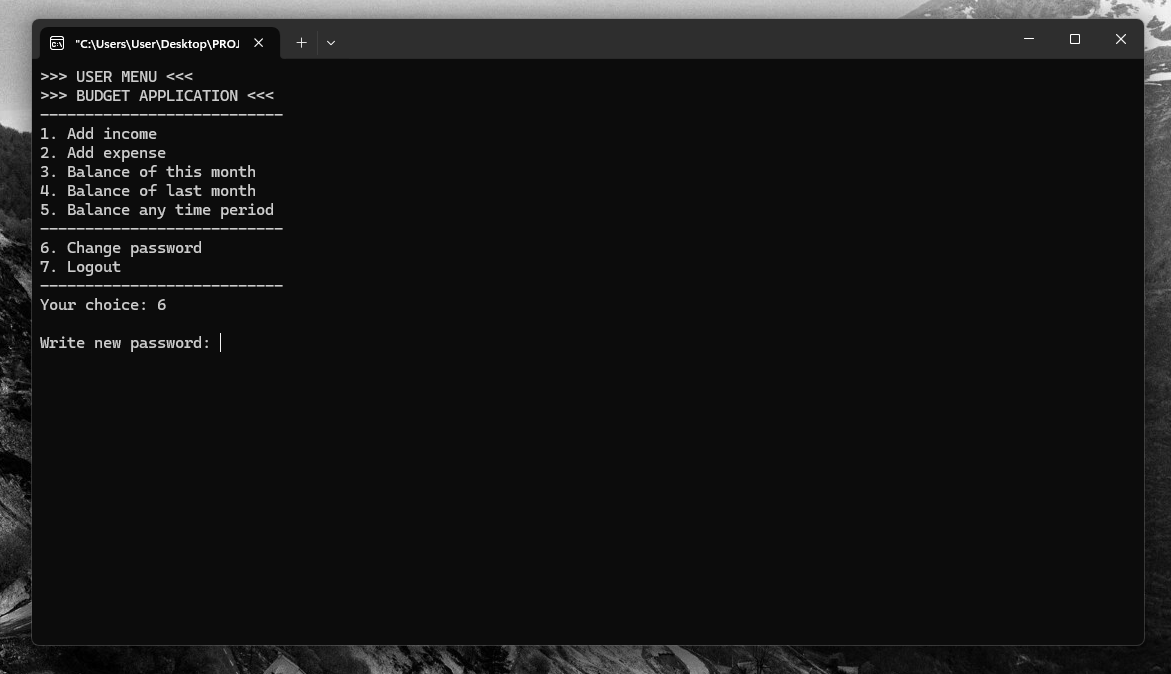 "C:\Users\User\Desktop\PROJ
>>> USER MENU <<<
>>> BUDGET APPLICATION <<<
---------------------------
1. Add income
2. Add expense
3. Balance of this month
4. Balance of last month
5. Balance any time period
---------------------------
6. Change password
7. Logout
---------------------------
Your choice: 6
Write new password: